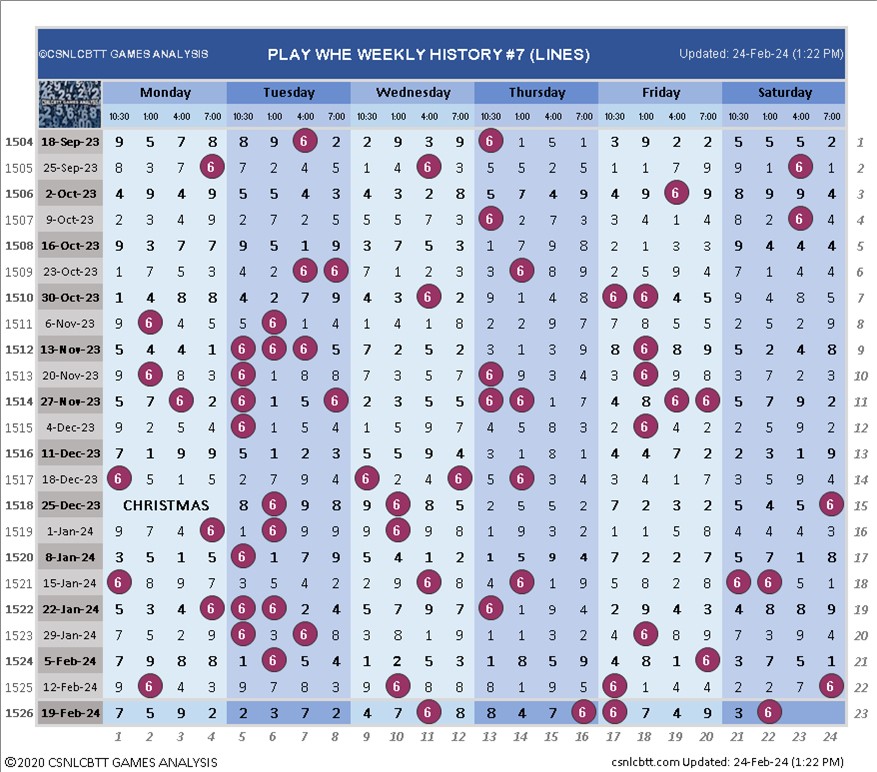 ©CSNLCBTT GAMES ANALYSIS PLAY WHE WEEKLY HISTORY #7 (LINES) Updated: 24-Feb-24 (1:22 PM)
Monday Tuesday Wednesday Thursday Friday Saturday
10:30 1:00 4:00 7:00 10:30 1:00 4:00 7:00 10:30 1:00 4:00 7:00 10:30 1:00 4:00 7:00 10:30 1:00 4:00 7:00 10:30 1:00 4:00 7:00
1504 18-Sep-23 9 5 7 8 8 9 6 2 2 9 3 9 6 1 5 1 3 9 2 2 5 5 5 2 1
1505 25-Sep-23 8 3 7 6 7 2 4 5 1 4 6 3 5 5 2 5 1 1 7 9 9 1 6 1 2
1506 2-Oct-23 4 9 4 9 5 5 4 3 4 3 2 8 5 7 4 9 4 9 6 9 8 9 9 4 3
1507 9-Oct-23 2 3 4 9 2 7 2 5 5 5 7 3 6 2 7 3 3 4 1 4 8 2 6 4 4
1508 16-Oct-23 9 3 7 7 9 5 1 9 3 7 5 3 1 7 9 8 2 1 3 3 9 4 4 4 5
1509 23-Oct-23 1 7 5 3 4 2 6 6 7 1 2 3 3 6 8 9 2 5 9 4 7 1 4 4 6
1510 30-Oct-23 1 4 8 8 4 2 7 9 4 3 6 2 9 1 4 8 6 6 4 5 9 4 8 5 7
1511 6-Nov-23 9 6 4 5 5 6 1 4 1 4 1 8 2 2 9 7 7 8 5 5 2 5 2 9 8
1512 13-Nov-23 5 4 4 1 6 6 6 5 7 2 5 2 3 1 3 9 8 6 8 9 5 2 4 8 9
1513 20-Nov-23 9 6 8 3 6 1 8 8 7 3 5 7 6 9 3 4 3 6 8 9 3 7 2 3 10
1514 27-Nov-23 5 7 6 2 6 1 5 6 2 3 5 5 6 6 1 7 4 8 6 6 5 7 9 2 11
1515 4-Dec-23 9 2 5 4 6 1 5 4 1 5 9 7 4 5 8 3 2 6 4 2 2 5 9 2 12
1516 11-Dec-23 7 1 9 9 5 1 2 3 5 5 9 4 3 1 8 1 4 4 7 2 2 3 1 9 13
1517 18-Dec-23 6 5 1 5 2 7 9 4 6 2 4 6 5 6 3 4 3 4 1 7 3 5 9 4 14
1518 25-Dec-23 CHRISTMAS 8 6 9 8 9 6 8 5 2 5 5 2 7 2 3 2 5 4 5 6 15
1519 1-Jan-24 9 7 4 6 1 6 9 9 9 6 9 8 1 3 9 2 1 1 5 8 4 4 4 3 16
1520 8-Jan-24 3 5 1 5 6 1 7 9 5 4 1 2 1 5 9 4 7 2 2 7 5 7 1 8 17
1521 15-Jan-24 6 8 9 7 3 5 4 2 2 9 6 8 4 6 1 9 5 8 2 8 6 6 5 1 18
1522 22-Jan-24 5 3 4 6 6 6 2 4 5 7 9 7 6 1 9 4 2 9 4 3 4 8 8 9 19
1523 29-Jan-24 7 5 2 9 6 3 6 8 3 8 1 9 1 1 3 2 4 6 8 9 7 3 9 4 20
1524 5-Feb-24 7 9 8 8 1 6 5 4 1 2 5 3 1 8 5 9 4 8 1 6 3 7 5 1 21
1525 12-Feb-24 9 6 4 3 9 7 8 3 9 6 8 8 8 1 9 5 6 1 4 4 2 2 7 6 22
1526 19-Feb-24 7 5 9 2 2 3 7 2 4 7 6 8 8 4 7 6 6 7 4 9 3 6 23
1 2 3 4 5 6 7 8 9 10 11 12 13 14 15 16 17 18 19 20 21 22 23 24
©2020 CSNLCBTT GAMES ANALYSIS csnlcbtt.com Updated: 24-Feb-24 (1:22 PM)